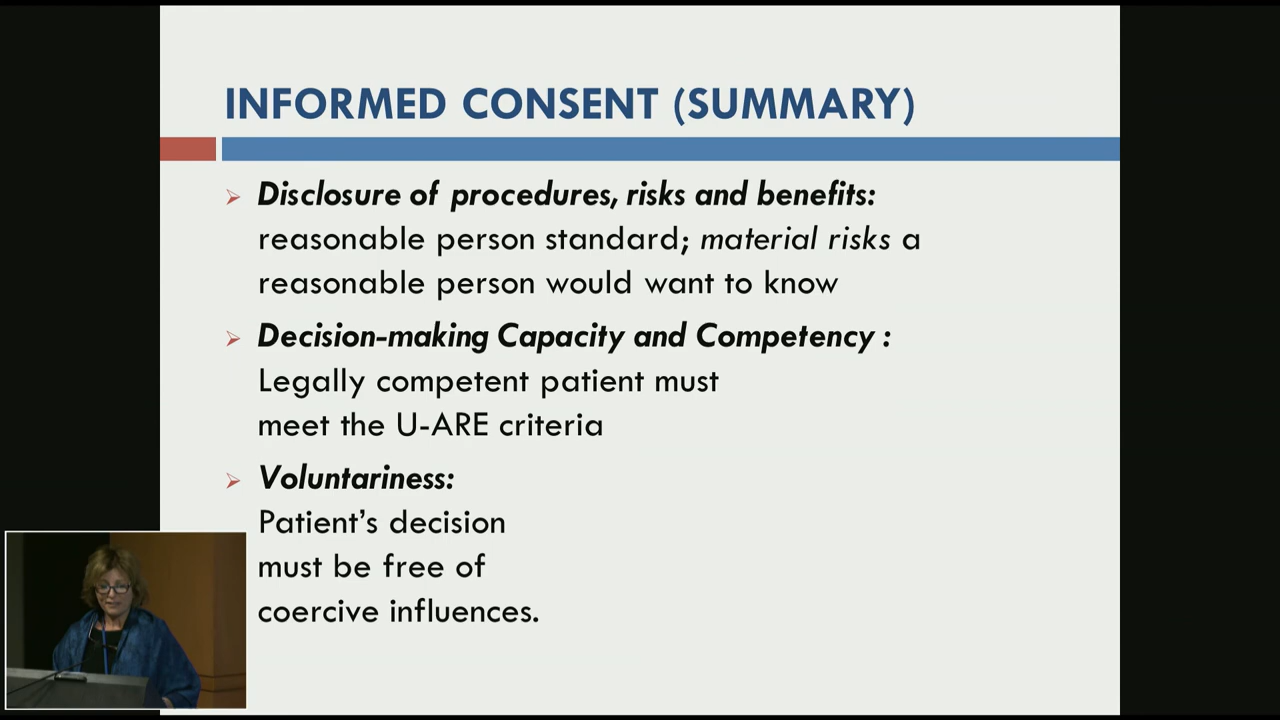 INFORMED CONSENT (SUMMARY)
Disclosure of procedures, risks and benefits:
reasonable person standard; material risks a
reasonable person would want to know
Decision-making Capacity and Competency :
Legally competent patient must
meet the U-ARE criteria
Voluntariness:
Patient's decision
must be free of
coercive influences.